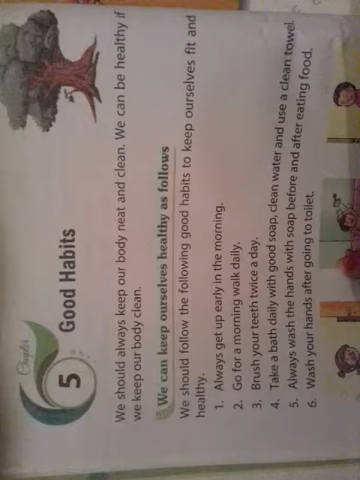 Chapter
5
Good Habits
We should always keep our body neat and clean. We can be healthy if
we keep our body clean.
We can keep ourselves healthy as follows
We should follow the following good habits to keep ourselves fit and
healthy.
1. Always get up early in the morning.
2. Go for a morning walk daily.
3. Brush your teeth twice a day.
4. Take a bath daily with good soap, clean water and use a clean towel.
5. Always wash the hands with soap before and after eating food.
6. Wash your hands after going to toilet.